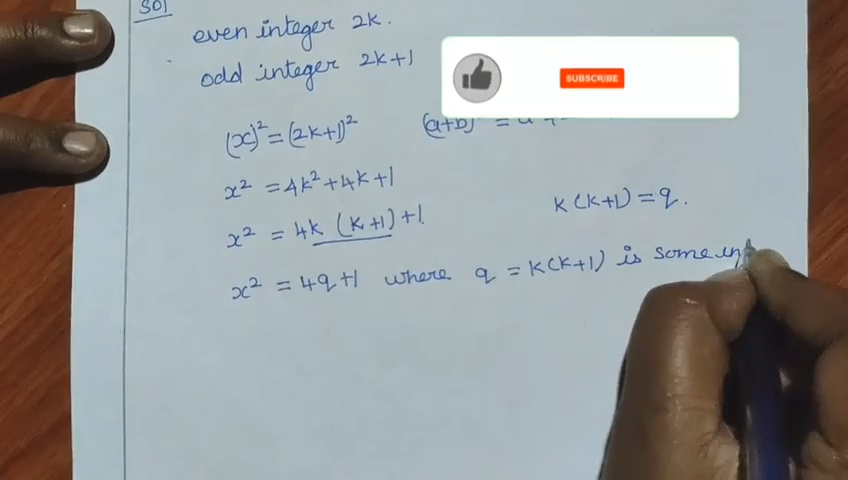 Sol
even integer 2k.
odd integer 2k+1
SUBSCRIBE
(x)² = (2k+1)²
(a+b)² =
x² = 4k² + 4k + 1
x² = 4k (k+1) + 1
k(k+1) = q.
x² = 4q+1 where q = k(k+1) is some in